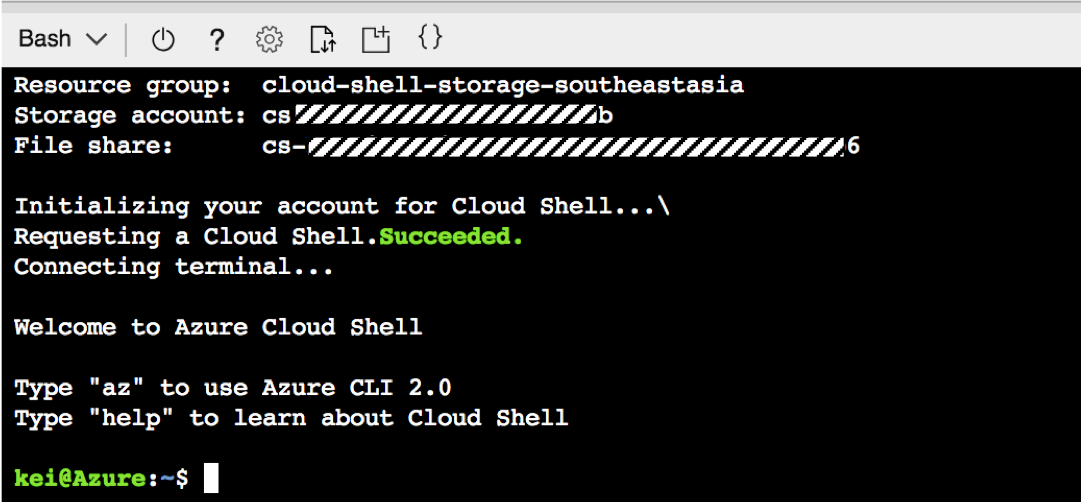 Bash
?
{}
Resource group: cloud-shell-storage-southeastasia
Storage account: cs b
File share: cs- 6
Initializing your account for Cloud Shell...\
Requesting a Cloud Shell.Succeeded.
Connecting terminal...
Welcome to Azure Cloud Shell
Type "az" to use Azure CLI 2.0
Type "help" to learn about Cloud Shell
kei@Azure:~$